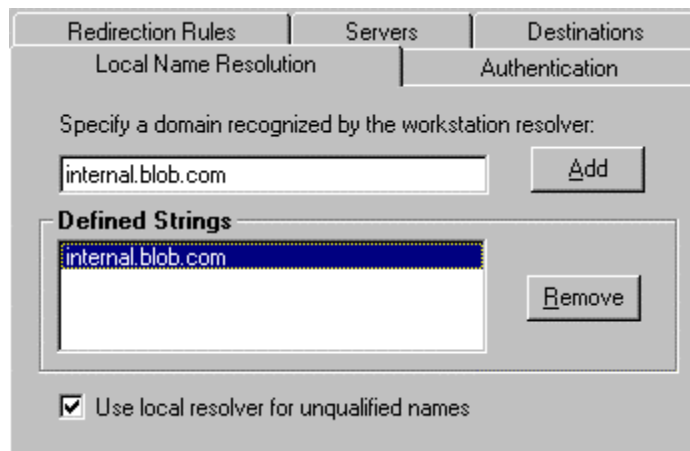 Redirection Rules Servers Destinations
Local Name Resolution Authentication
Specify a domain recognized by the workstation resolver:
internal.blob.com Add
Defined Strings
internal.blob.com
Remove
Use local resolver for unqualified names